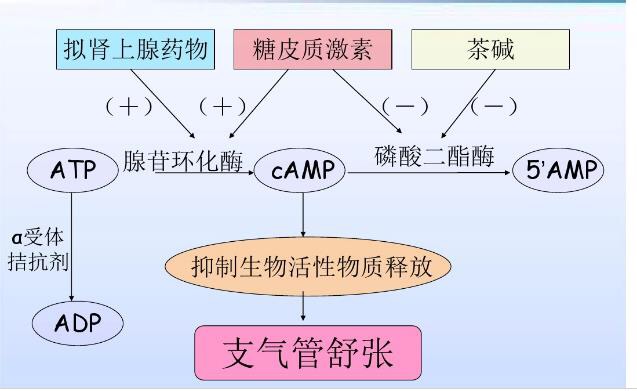 拟肾上腺药物
糖皮质激素
茶碱
（＋）
（＋）
（－）
（－）
ATP
腺苷环化酶
cAMP
磷酸二酯酶
5'AMP
α受体
拮抗剂
抑制生物活性物质释放
ADP
支气管舒张